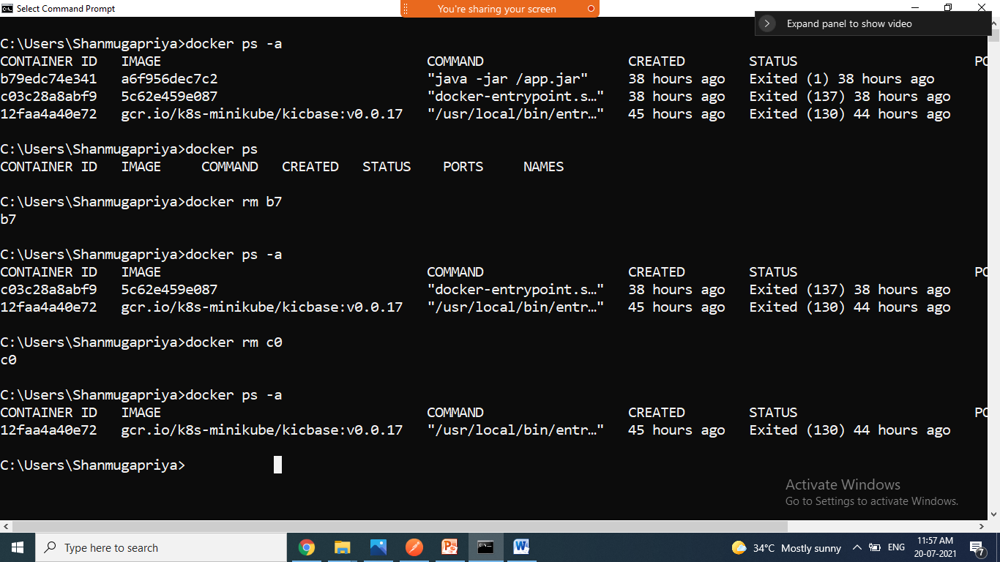 Select Command Prompt
You're sharing your screen
Expand panel to show video
C:\Users\Shanmugapriya>docker ps -a
CONTAINER ID   IMAGE                                 COMMAND                  CREATED        STATUS                      PO
b79edc74e341   a6f956dec7c2                          "java -jar /app.jar"     38 hours ago   Exited (1) 38 hours ago
c03c28a8abf9   5c62e459e087                          "docker-entrypoint.s…"   38 hours ago   Exited (137) 38 hours ago
12faa4a40e72   gcr.io/k8s-minikube/kicbase:v0.0.17   "/usr/local/bin/entr…"   45 hours ago   Exited (130) 44 hours ago
C:\Users\Shanmugapriya>docker ps
CONTAINER ID   IMAGE     COMMAND   CREATED   STATUS    PORTS     NAMES
C:\Users\Shanmugapriya>docker rm b7
b7
C:\Users\Shanmugapriya>docker ps -a
CONTAINER ID   IMAGE                                 COMMAND                  CREATED        STATUS                      PO
c03c28a8abf9   5c62e459e087                          "docker-entrypoint.s…"   38 hours ago   Exited (137) 38 hours ago
12faa4a40e72   gcr.io/k8s-minikube/kicbase:v0.0.17   "/usr/local/bin/entr…"   45 hours ago   Exited (130) 44 hours ago
C:\Users\Shanmugapriya>docker rm c0
c0
C:\Users\Shanmugapriya>docker ps -a
CONTAINER ID   IMAGE                                 COMMAND                  CREATED        STATUS                      PO
12faa4a40e72   gcr.io/k8s-minikube/kicbase:v0.0.17   "/usr/local/bin/entr…"   45 hours ago   Exited (130) 44 hours ago
C:\Users\Shanmugapriya>
Activate Windows
Go to Settings to activate Windows.
Type here to search
34°C Mostly sunny
ENG
11:57 AM
20-07-2021
7